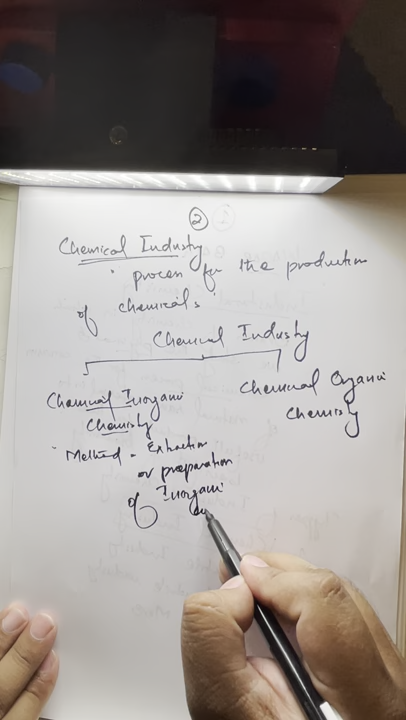 ②
Chemical Industry
" process for the production
of chemicals "
Chemical Industry
Chemical Inorganic
Chemistry
Chemical Organic
Chemistry
" Method - Extraction
or preparation
of Inorganic